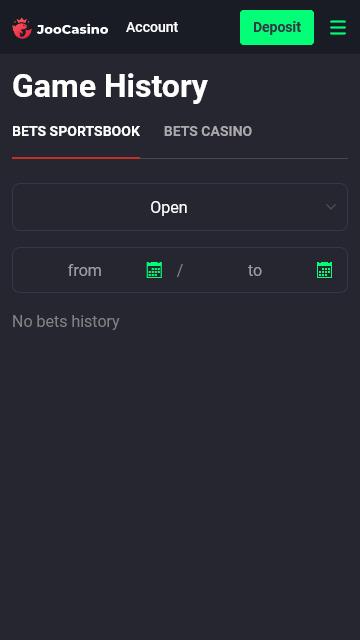 JooCasino Account Deposit
Game History
BETS SPORTSBOOK BETS CASINO
Open
from / to
No bets history